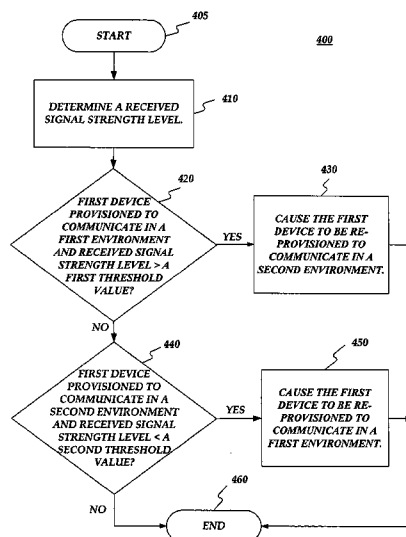 405
START
400
410
DETERMINE A RECEIVED
SIGNAL STRENGTH LEVEL.
420
FIRST DEVICE
PROVISIONED TO
COMMUNICATE IN A
FIRST ENVIRONMENT
AND RECEIVED SIGNAL
STRENGTH LEVEL > A
FIRST THRESHOLD
VALUE?
YES
430
CAUSE THE FIRST
DEVICE TO BE RE-
PROVISIONED TO
COMMUNICATE IN A
SECOND ENVIRONMENT.
NO
440
FIRST DEVICE
PROVISIONED TO
COMMUNICATE IN A
SECOND ENVIRONMENT
AND RECEIVED SIGNAL
STRENGTH LEVEL < A
SECOND THRESHOLD
VALUE?
YES
450
CAUSE THE FIRST
DEVICE TO BE RE-
PROVISIONED TO
COMMUNICATE IN A
FIRST ENVIRONMENT.
NO
460
END